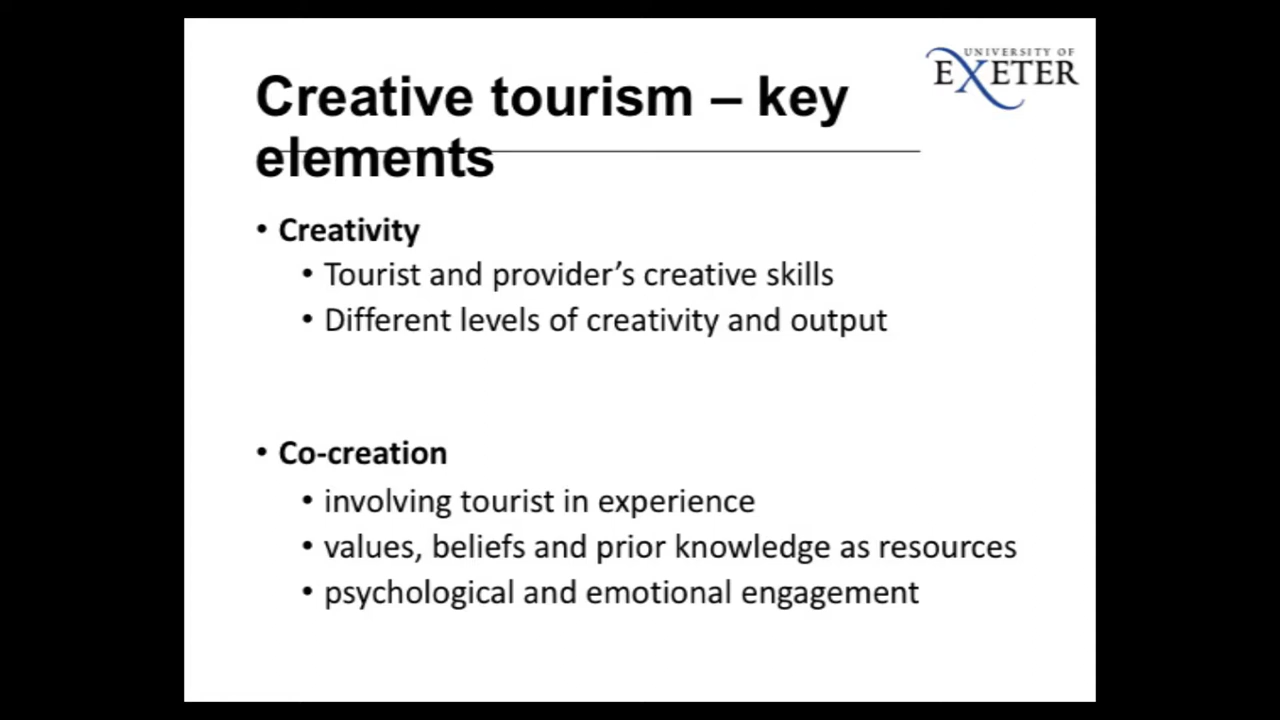 UNIVERSITY OF
EXETER
Creative tourism – key
elements
• Creativity
• Tourist and provider’s creative skills
• Different levels of creativity and output
• Co-creation
• involving tourist in experience
• values, beliefs and prior knowledge as resources
• psychological and emotional engagement